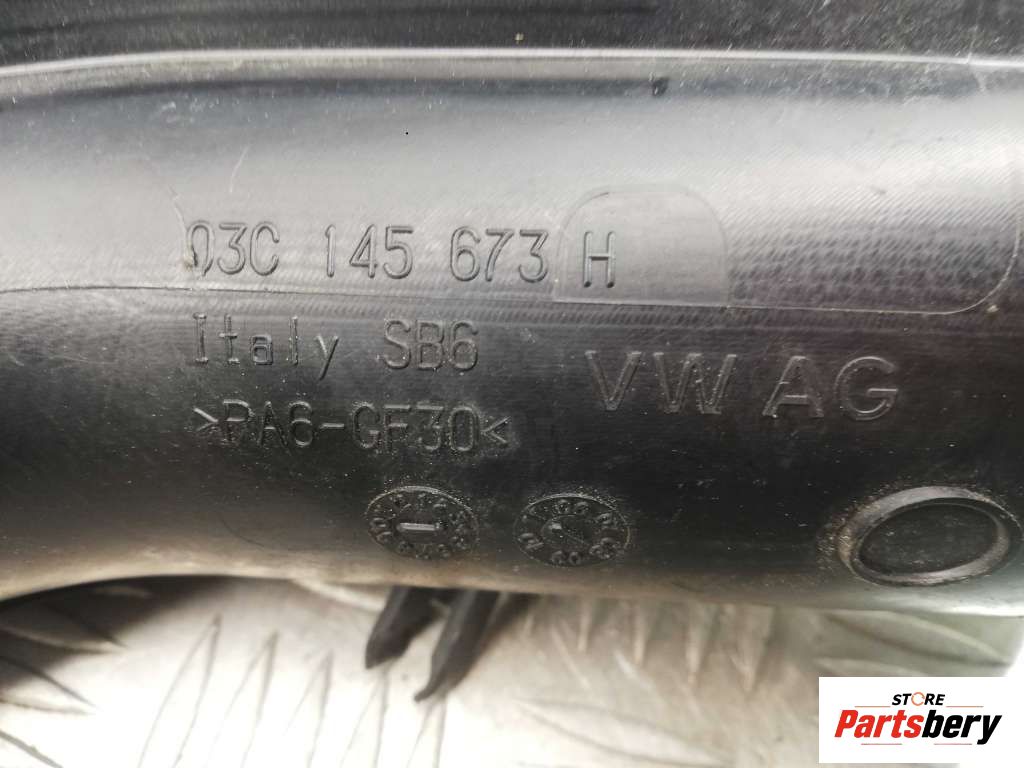 03C 145 673 H
Italy SB6
VW AG
>PA6-GF30<
STORE
Partsbery